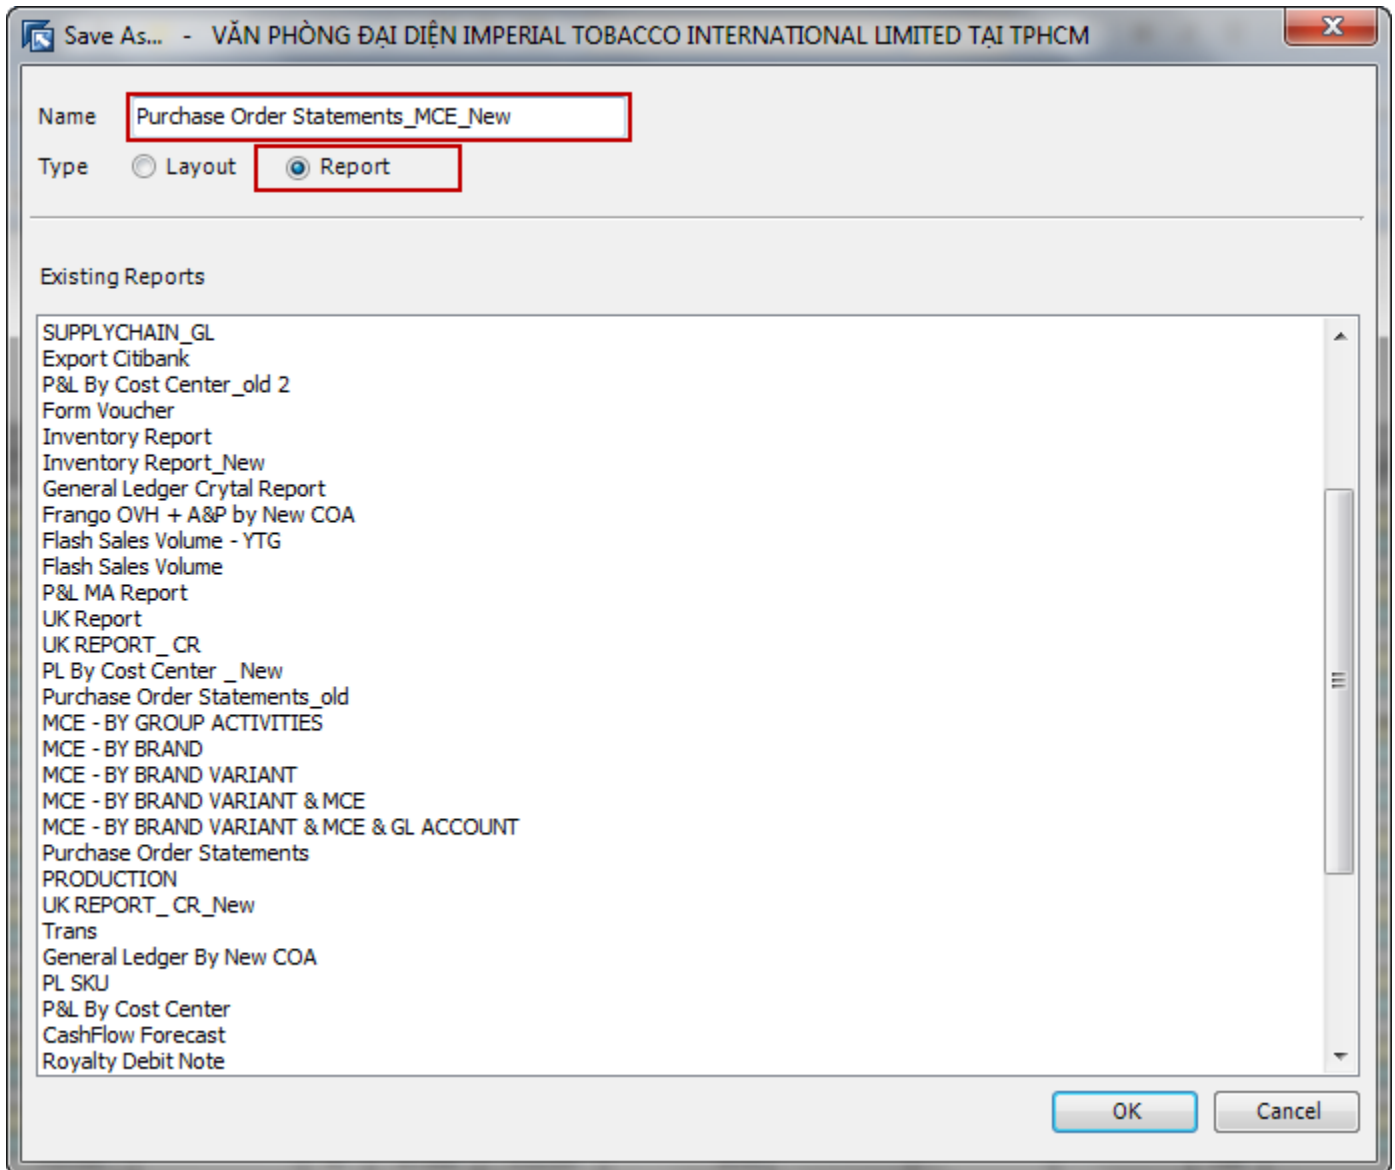 Save As... - VĂN PHÒNG ĐẠI DIỆN IMPERIAL TOBACCO INTERNATIONAL LIMITED TẠI TPHCM
Name Purchase Order Statements_MCE_New
Type Layout Report
Existing Reports
SUPPLYCHAIN_GL
Export Citibank
P&L By Cost Center_old 2
Form Voucher
Inventory Report
Inventory Report_New
General Ledger Crytal Report
Frango OVH + A&P by New COA
Flash Sales Volume - YTG
Flash Sales Volume
P&L MA Report
UK Report
UK REPORT_ CR
PL By Cost Center _ New
Purchase Order Statements_old
MCE - BY GROUP ACTIVITIES
MCE - BY BRAND
MCE - BY BRAND VARIANT
MCE - BY BRAND VARIANT & MCE
MCE - BY BRAND VARIANT & MCE & GL ACCOUNT
Purchase Order Statements
PRODUCTION
UK REPORT_ CR_New
Trans
General Ledger By New COA
PL SKU
P&L By Cost Center
CashFlow Forecast
Royalty Debit Note
OK Cancel